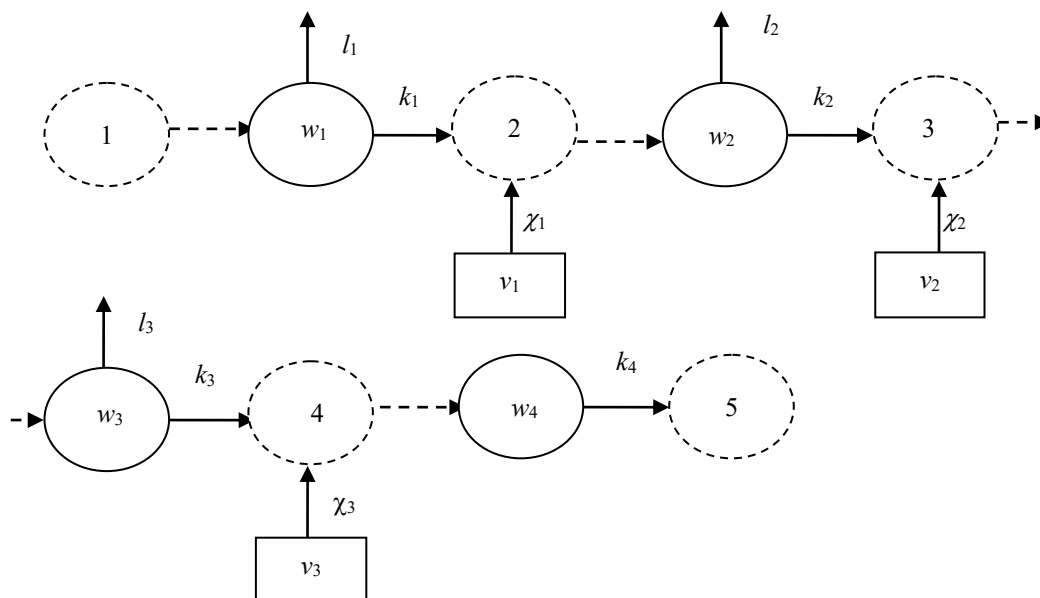 l₁
l₂
k₁
k₂
1
w₁
2
w₂
3
χ₁
χ₂
v₁
v₂
l₃
k₃
k₄
w₃
4
w₄
5
χ₃
v₃